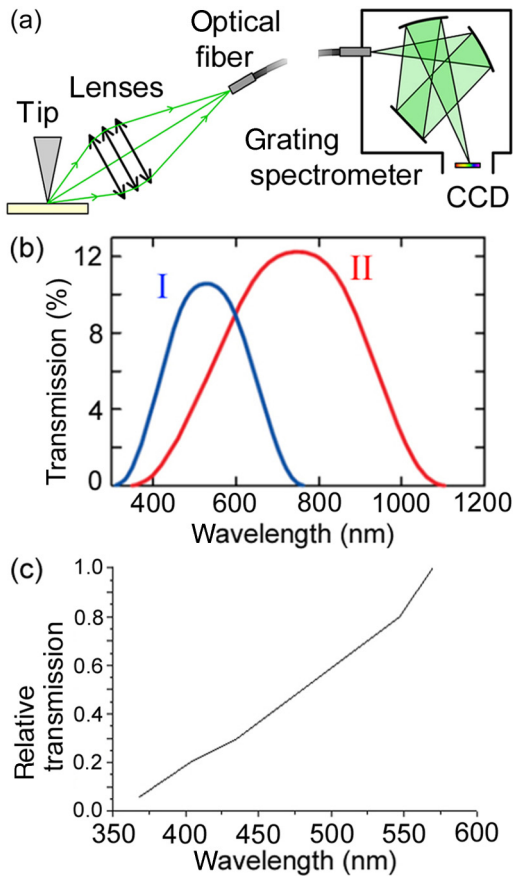 (a)
Optical
fiber
Lenses
Tip
Grating
spectrometer
CCD
(b)
I
II
Transmission (%)
12
8
4
0
400 600 800 1000 1200
Wavelength (nm)
(c)
Relative
transmission
1.0
0.8
0.6
0.4
0.2
0.0
350 400 450 500 550 600
Wavelength (nm)